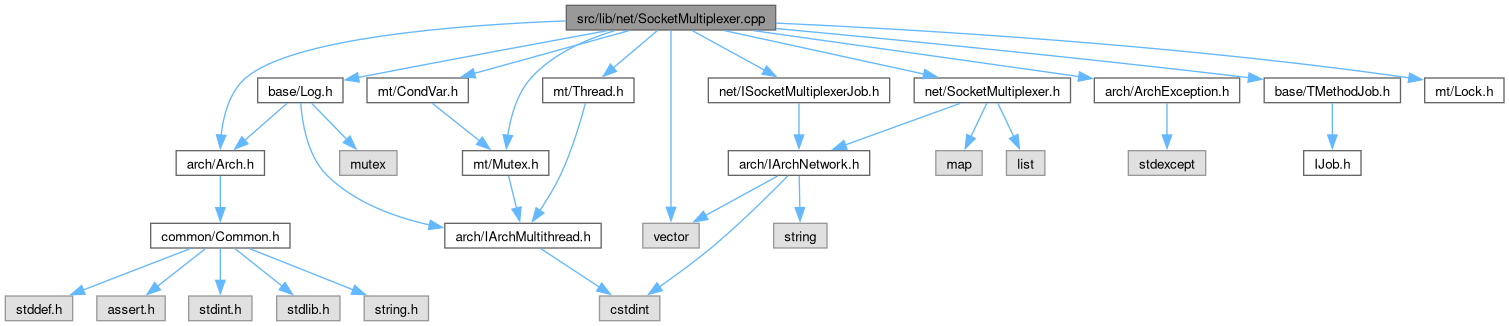 src/lib/net/SocketMultiplexer.cpp
base/Log.h
mt/CondVar.h
mt/Thread.h
net/ISocketMultiplexerJob.h
net/SocketMultiplexer.h
arch/ArchException.h
base/TMethodJob.h
mt/Lock.h
arch/Arch.h
mutex
mt/Mutex.h
arch/IArchNetwork.h
map
list
stdexcept
IJob.h
common/Common.h
arch/IArchMultithread.h
vector
string
stddef.h
assert.h
stdint.h
stdlib.h
string.h
cstdint